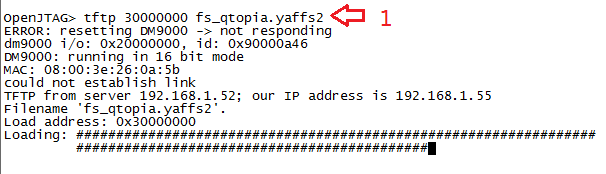 OpenJTAG> tftp 30000000 fs_qtopia.yaffs2 1
ERROR: resetting DM9000 -> not responding
dm9000 i/o: 0x20000000, id: 0x90000a46
DM9000: running in 16 bit mode
MAC: 08:00:3e:26:0a:5b
could not establish link
TFTP from server 192.168.1.52; our IP address is 192.168.1.55
Filename 'fs_qtopia.yaffs2'.
Load address: 0x30000000
Loading: #################################################################
############################################